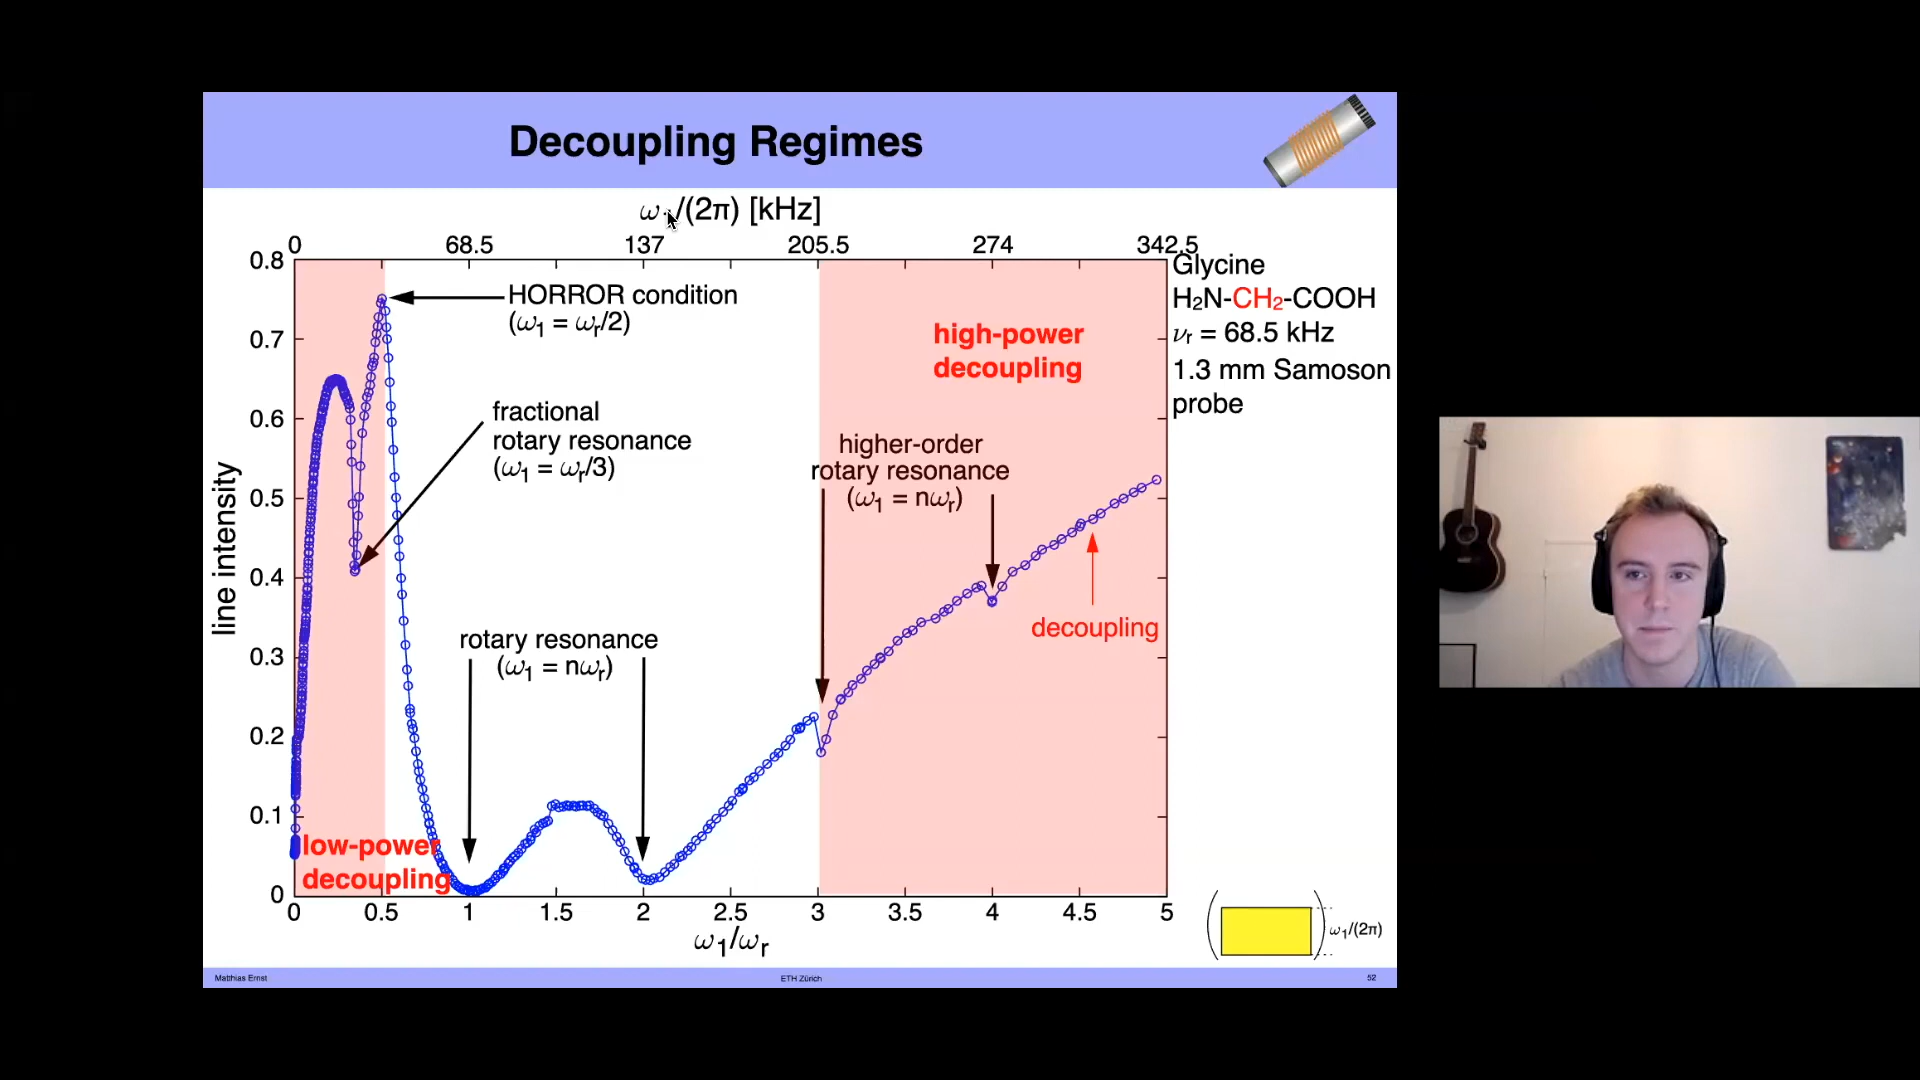 Decoupling Regimes
ω₁/(2π) [kHz]
0 68.5 137 205.5 274 342.5
0.8
0.7
0.6
0.5
0.4
0.3
0.2
0.1
0
line intensity
HORROR condition
(ω₁ = ωᵣ/2)
fractional
rotary resonance
(ω₁ = ωᵣ/3)
rotary resonance
(ω₁ = nωᵣ)
higher-order
rotary resonance
(ω₁ = nωᵣ)
high-power
decoupling
decoupling
low-power
decoupling
0 0.5 1 1.5 2 2.5 3 3.5 4 4.5 5
ω₁/ωᵣ
Glycine
H₂N-CH₂-COOH
νᵣ = 68.5 kHz
1.3 mm Samoson
probe
ω₁/(2π)
Matthias Ernst
ETH Zürich
52